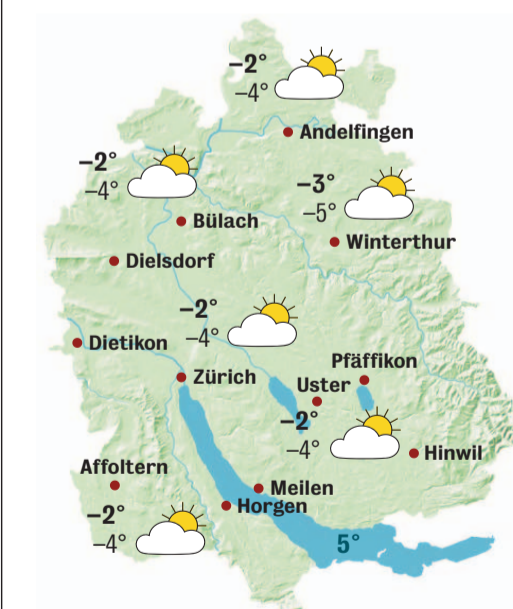 –2°
–4°
Andelfingen
–2°
–4°
–3°
–5°
Bülach
Winterthur
Dielsdorf
–2°
–4°
Dietikon
Pfäffikon
Zürich
Uster
–2°
–4°
Hinwil
Affoltern
Meilen
Horgen
–2°
–4°
5°